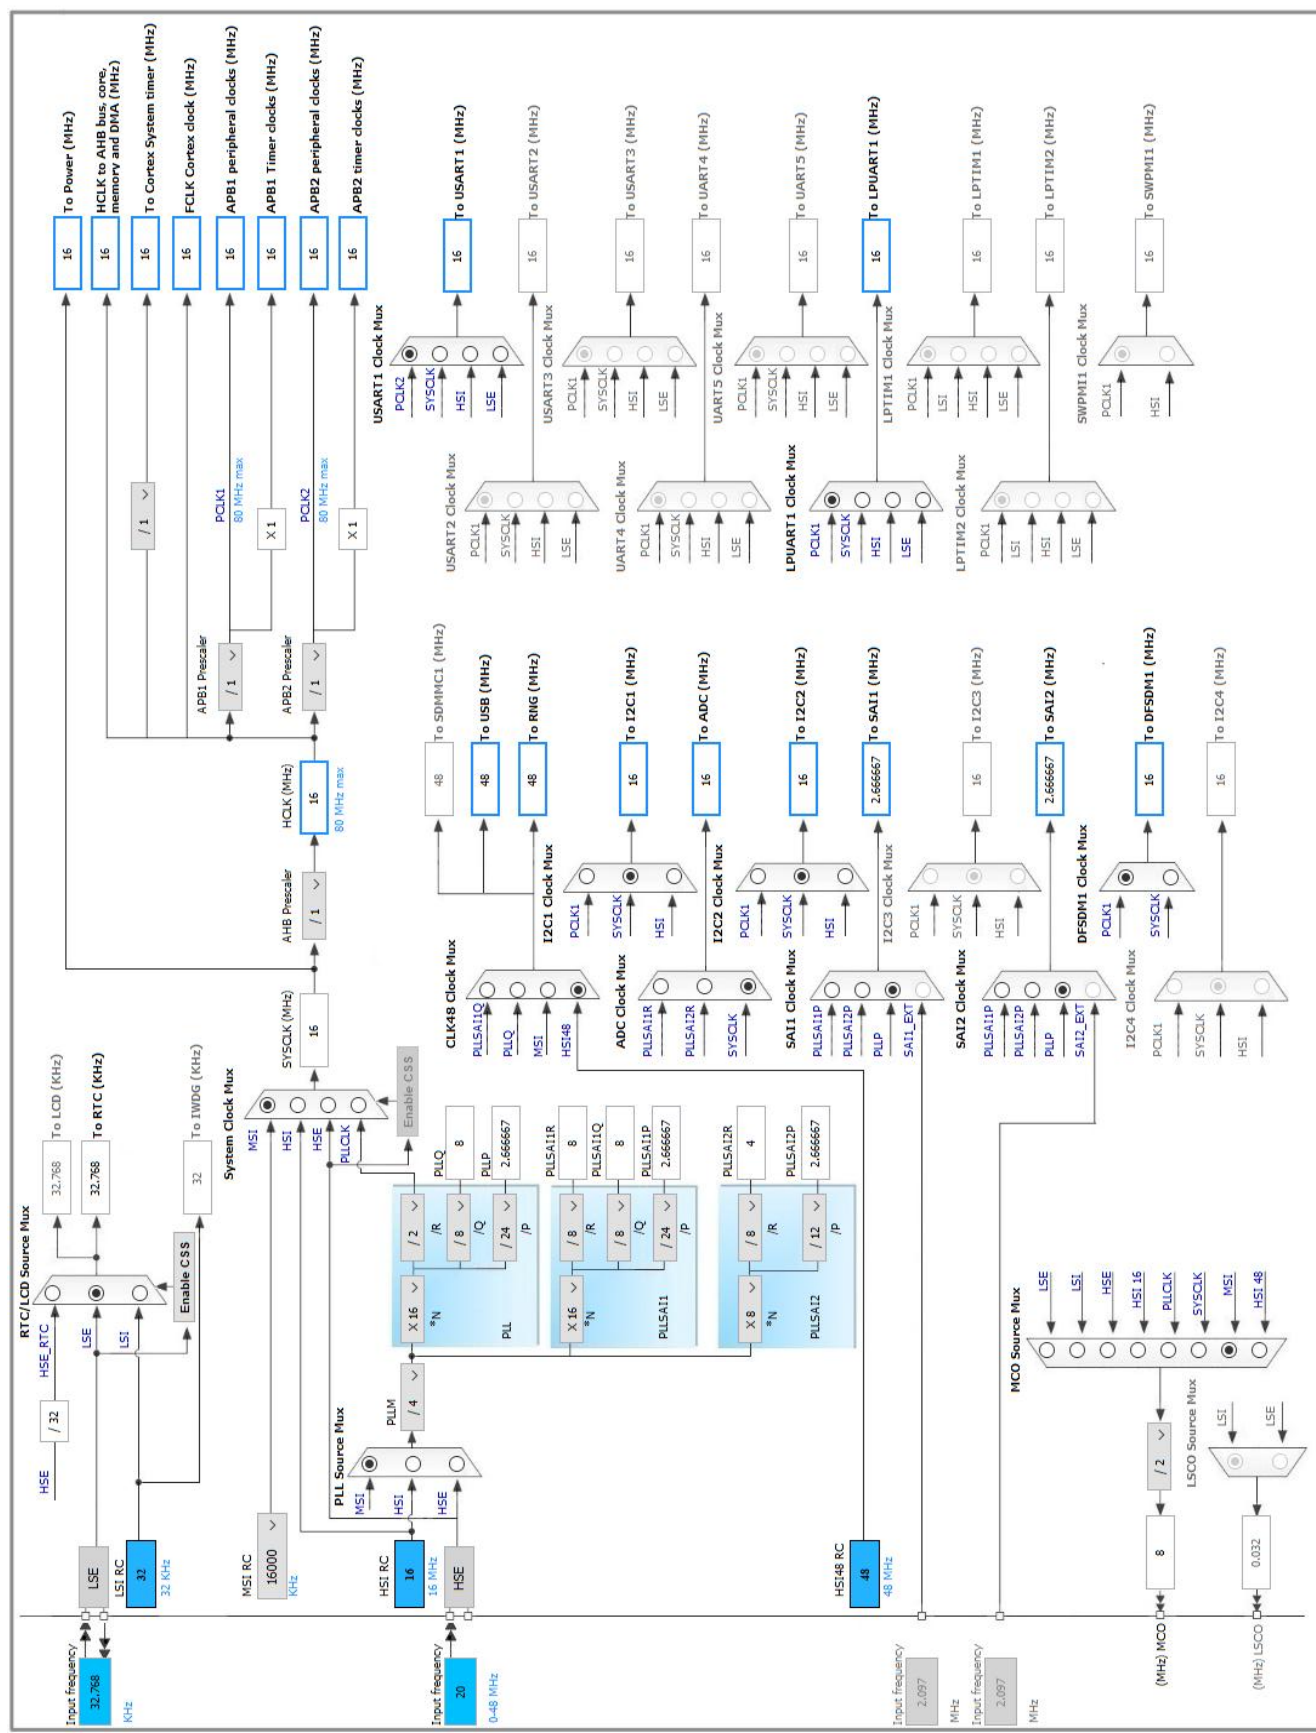 Input frequency
32.768
KHz
LSE
LSI RC
32
32 KHz
HSE
/ 32
HSE_RTC
LSE
LSI
RTC/LCD Source Mux
Enable CSS
32.768
To LCD (KHz)
32.768
To RTC (KHz)
32
To IWDG (KHz)
MSI RC
16000
KHz
HSI RC
16
16 MHz
Input frequency
20
0-48 MHz
HSE
PLL Source Mux
MSI
HSI
HSE
PLLM
/ 4
X 16
*N
PLL
/ 2
/R
/ 8
/Q
/ 24
/P
PLLQ
8
PLLP
2.666667
X 16
*N
PLLSAI1
/ 8
/R
/ 8
/Q
/ 24
/P
PLLSAI1R
8
PLLSAI1Q
8
PLLSAI1P
2.666667
X 8
*N
PLLSAI2
/ 8
/R
/ 12
/P
PLLSAI2R
4
PLLSAI2P
2.666667
System Clock Mux
MSI
HSI
HSE
PLLCLK
Enable CSS
SYSCLK (MHz)
16
AHB Prescaler
/ 1
HCLK (MHz)
16
80 MHz max
APB1 Prescaler
/ 1
APB2 Prescaler
/ 1
/ 1
PCLK1
80 MHz max
X 1
PCLK2
80 MHz max
X 1
16
To Power (MHz)
16
HCLK to AHB bus, core,
memory and DMA (MHz)
16
To Cortex System timer (MHz)
16
FCLK Cortex clock (MHz)
16
APB1 peripheral clocks (MHz)
16
APB1 Timer clocks (MHz)
16
APB2 peripheral clocks (MHz)
16
APB2 timer clocks (MHz)
HSI48 RC
48
48 MHz
CLK48 Clock Mux
PLLSAI1Q
PLLQ
MSI
HSI48
48
To SDMMC1 (MHz)
48
To USB (MHz)
48
To RNG (MHz)
I2C1 Clock Mux
PCLK1
SYSCLK
HSI
16
To I2C1 (MHz)
ADC Clock Mux
PLLSAI1R
PLLSAI2R
SYSCLK
16
To ADC (MHz)
I2C2 Clock Mux
PCLK1
SYSCLK
HSI
16
To I2C2 (MHz)
SAI1 Clock Mux
PLLSAI1P
PLLSAI2P
PLLP
SAI1_EXT
2.666667
To SAI1 (MHz)
I2C3 Clock Mux
PCLK1
SYSCLK
HSI
16
To I2C3 (MHz)
SAI2 Clock Mux
PLLSAI1P
PLLSAI2P
PLLP
SAI2_EXT
2.666667
To SAI2 (MHz)
DFSDM1 Clock Mux
PCLK1
SYSCLK
16
To DFSDM1 (MHz)
I2C4 Clock Mux
PCLK1
SYSCLK
HSI
16
To I2C4 (MHz)
USART1 Clock Mux
PCLK2
SYSCLK
HSI
LSE
16
To USART1 (MHz)
USART2 Clock Mux
PCLK1
SYSCLK
HSI
LSE
16
To USART2 (MHz)
USART3 Clock Mux
PCLK1
SYSCLK
HSI
LSE
16
To USART3 (MHz)
UART4 Clock Mux
PCLK1
SYSCLK
HSI
LSE
16
To UART4 (MHz)
UART5 Clock Mux
PCLK1
SYSCLK
HSI
LSE
16
To UART5 (MHz)
LPUART1 Clock Mux
PCLK1
SYSCLK
HSI
LSE
16
To LPUART1 (MHz)
LPTIM1 Clock Mux
PCLK1
LSI
HSI
LSE
16
To LPTIM1 (MHz)
LPTIM2 Clock Mux
PCLK1
LSI
HSI
LSE
16
To LPTIM2 (MHz)
SWPMI1 Clock Mux
PCLK1
HSI
16
To SWPMI1 (MHz)
Input frequency
2.097
MHz
Input frequency
2.097
MHz
MCO Source Mux
LSE
LSI
HSE
HSI 16
PLLCLK
SYSCLK
MSI
HSI 48
/ 2
8
(MHz) MCO
LSCO Source Mux
LSI
LSE
0.032
(MHz) LSCO